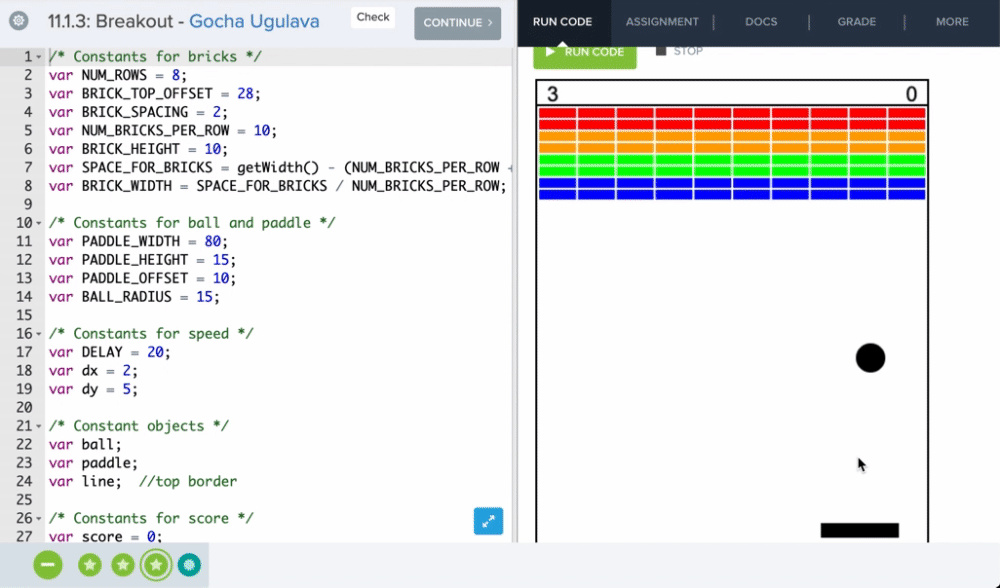 11.1.3: Breakout - Gocha Ugulava
Check
CONTINUE >
RUN CODE
ASSIGNMENT
DOCS
GRADE
MORE
RUN CODE
STOP
1 /* Constants for bricks */
2 var NUM_ROWS = 8;
3 var BRICK_TOP_OFFSET = 28;
4 var BRICK_SPACING = 2;
5 var NUM_BRICKS_PER_ROW = 10;
6 var BRICK_HEIGHT = 10;
7 var SPACE_FOR_BRICKS = getWidth() - (NUM_BRICKS_PER_ROW +
8 var BRICK_WIDTH = SPACE_FOR_BRICKS / NUM_BRICKS_PER_ROW;
9
10 /* Constants for ball and paddle */
11 var PADDLE_WIDTH = 80;
12 var PADDLE_HEIGHT = 15;
13 var PADDLE_OFFSET = 10;
14 var BALL_RADIUS = 15;
15
16 /* Constants for speed */
17 var DELAY = 20;
18 var dx = 2;
19 var dy = 5;
20
21 /* Constant objects */
22 var ball;
23 var paddle;
24 var line;  //top border
25
26 /* Constants for score */
27 var score = 0;
3
0